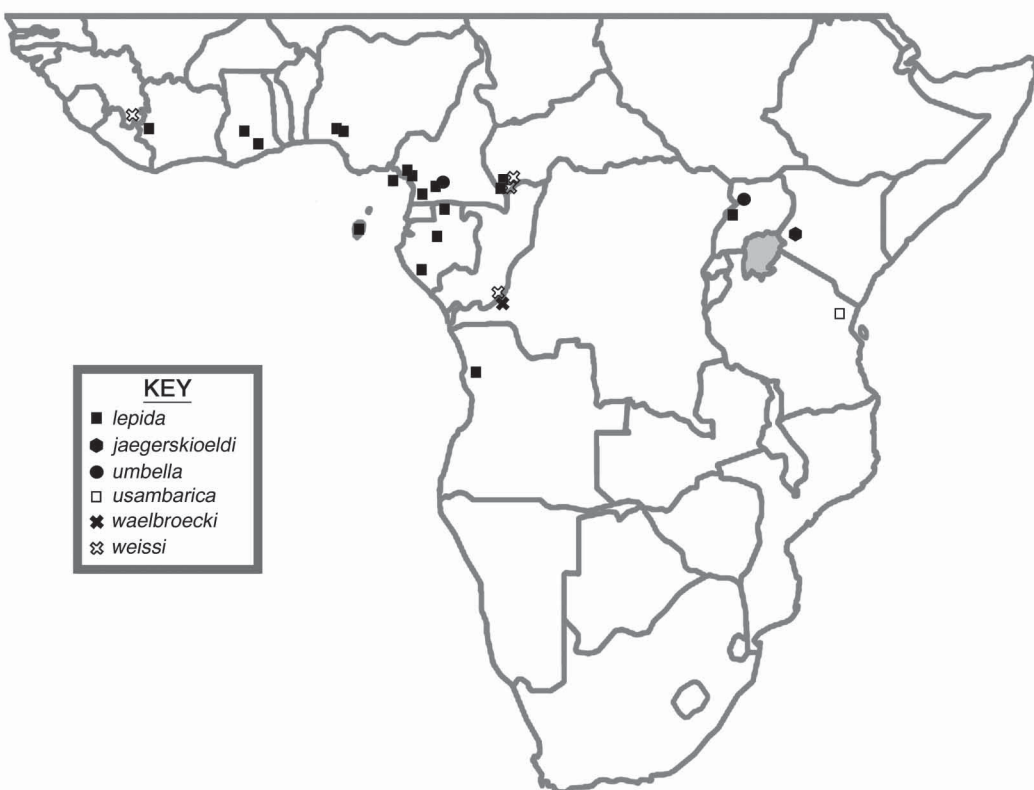 KEY
lepida
jaegerskioeldi
umbella
usambarica
waelbroecki
weissi